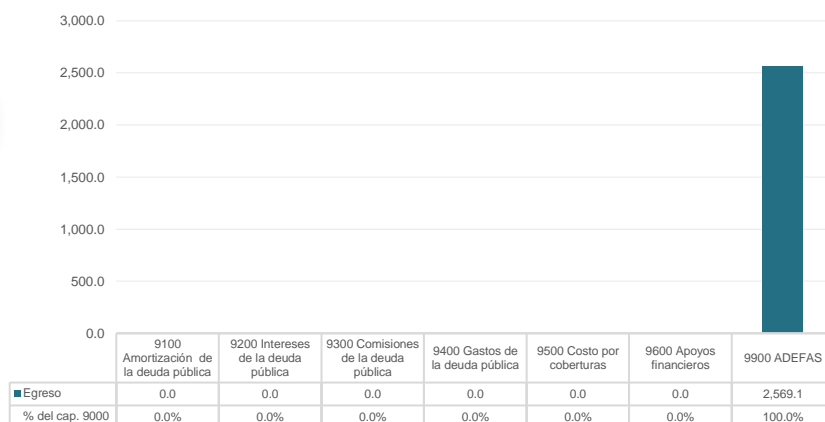 3,000.0
2,500.0
2,000.0
1,500.0
1,000.0
500.0
0.0
9100 Amortización de la deuda pública
9200 Intereses de la deuda pública
9300 Comisiones de la deuda pública
9400 Gastos de la deuda pública
9500 Costo por coberturas
9600 Apoyos financieros
9900 ADEFAS
Egreso 0.0 0.0 0.0 0.0 0.0 0.0 2,569.1
% del cap. 9000 0.0% 0.0% 0.0% 0.0% 0.0% 0.0% 100.0%